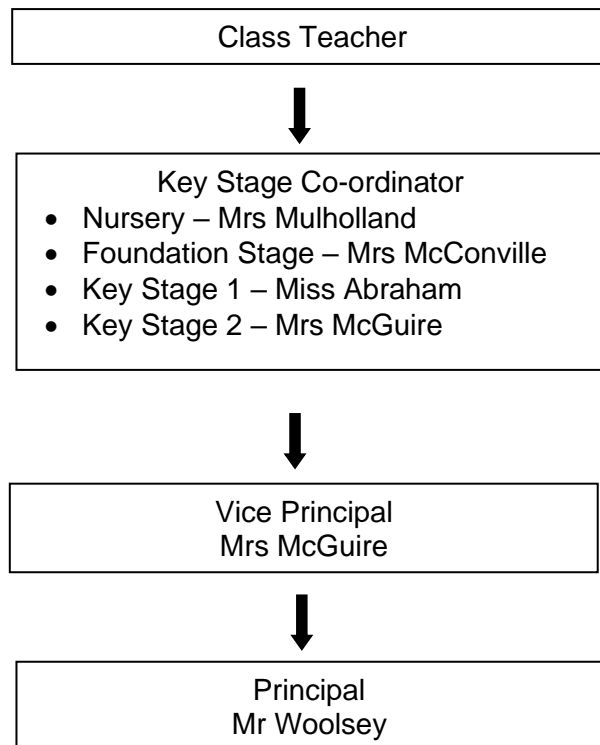 Class Teacher
Key Stage Co-ordinator
• Nursery – Mrs Mulholland
• Foundation Stage – Mrs McConville
• Key Stage 1 – Miss Abraham
• Key Stage 2 – Mrs McGuire
Vice Principal
Mrs McGuire
Principal
Mr Woolsey